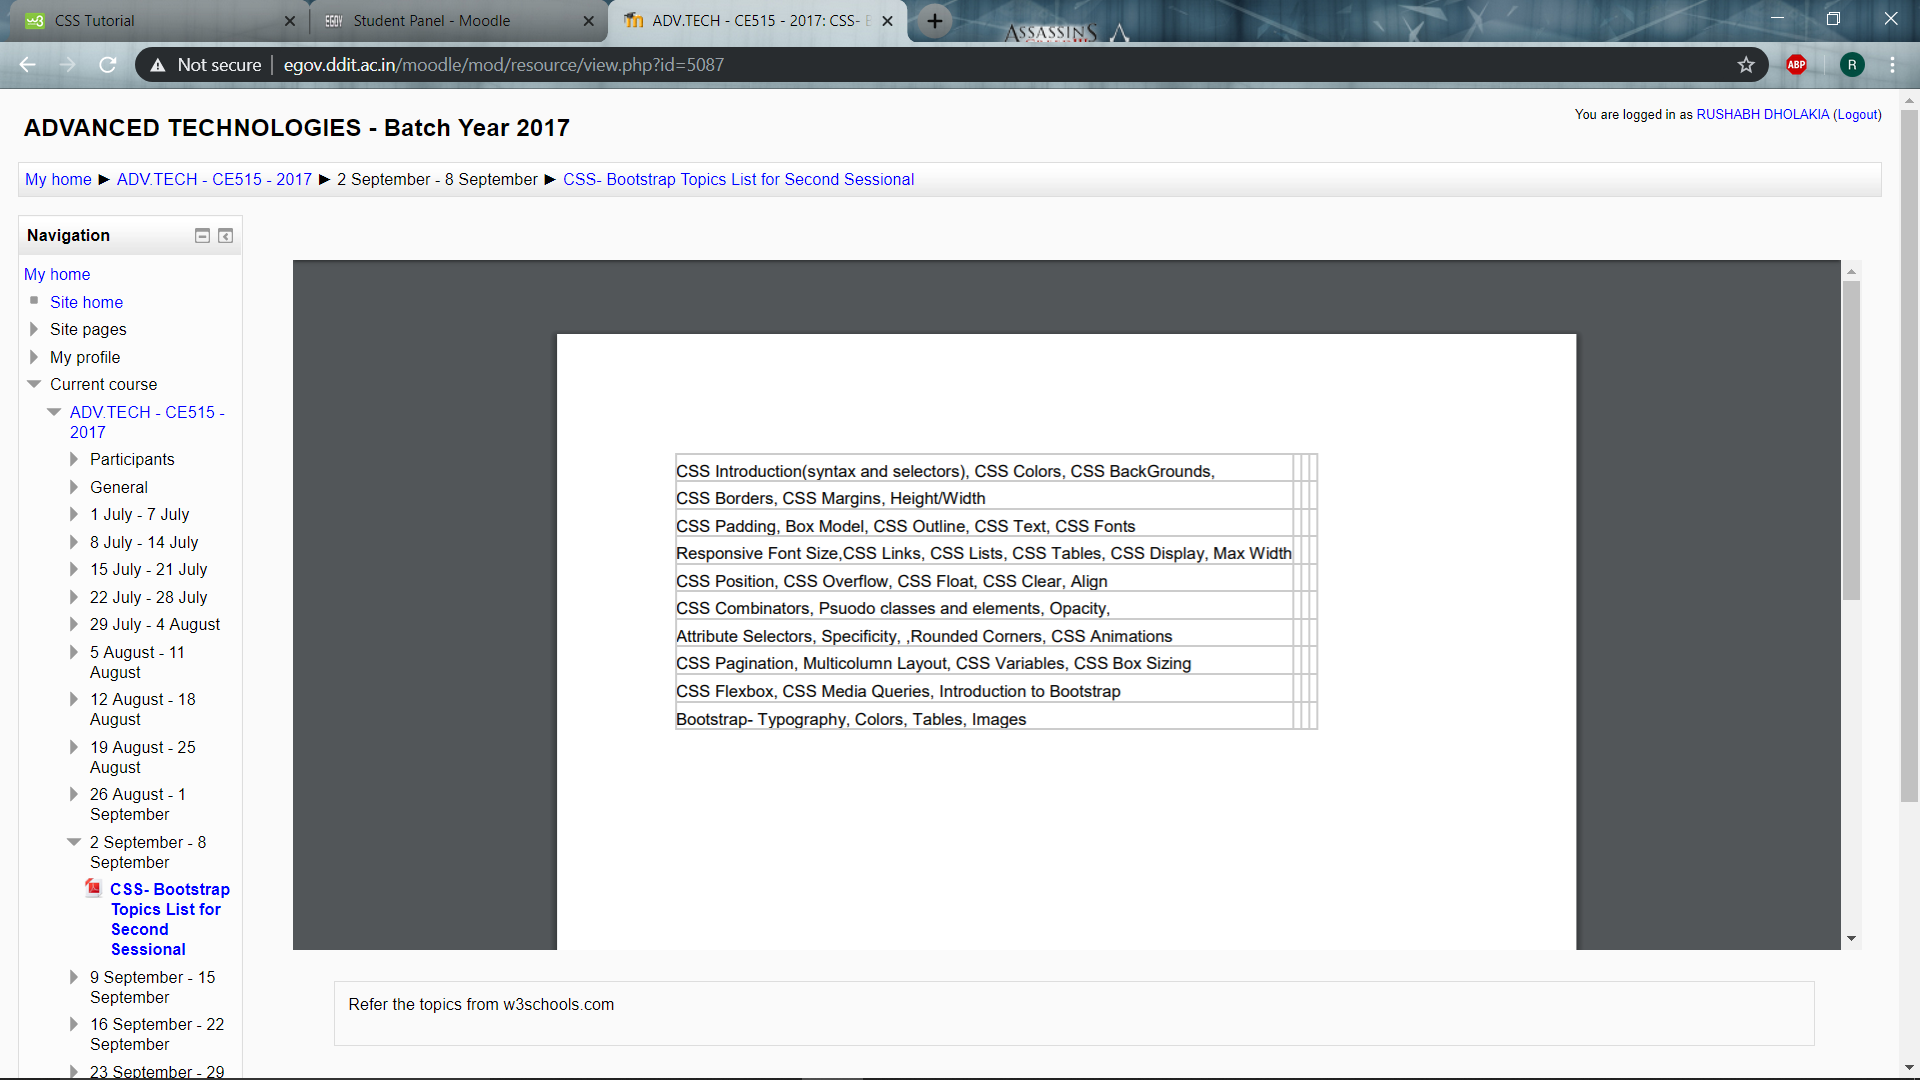 CSS Tutorial
Student Panel - Moodle
ADV.TECH - CE515 - 2017: CSS-
ASSASSINS
Not secure
egov.ddit.ac.in/moodle/mod/resource/view.php?id=5087
ABP
R
You are logged in as RUSHABH DHOLAKIA (Logout)
ADVANCED TECHNOLOGIES - Batch Year 2017
My home ► ADV.TECH - CE515 - 2017 ► 2 September - 8 September ► CSS- Bootstrap Topics List for Second Sessional
Navigation
My home
Site home
Site pages
My profile
Current course
ADV.TECH - CE515 -
2017
Participants
General
1 July - 7 July
8 July - 14 July
15 July - 21 July
22 July - 28 July
29 July - 4 August
5 August - 11
August
12 August - 18
August
19 August - 25
August
26 August - 1
September
2 September - 8
September
CSS- Bootstrap
Topics List for
Second
Sessional
9 September - 15
September
16 September - 22
September
23 September - 29
CSS Introduction(syntax and selectors), CSS Colors, CSS BackGrounds,
CSS Borders, CSS Margins, Height/Width
CSS Padding, Box Model, CSS Outline, CSS Text, CSS Fonts
Responsive Font Size,CSS Links, CSS Lists, CSS Tables, CSS Display, Max Width
CSS Position, CSS Overflow, CSS Float, CSS Clear, Align
CSS Combinators, Psuodo classes and elements, Opacity,
Attribute Selectors, Specificity, ,Rounded Corners, CSS Animations
CSS Pagination, Multicolumn Layout, CSS Variables, CSS Box Sizing
CSS Flexbox, CSS Media Queries, Introduction to Bootstrap
Bootstrap- Typography, Colors, Tables, Images
Refer the topics from w3schools.com